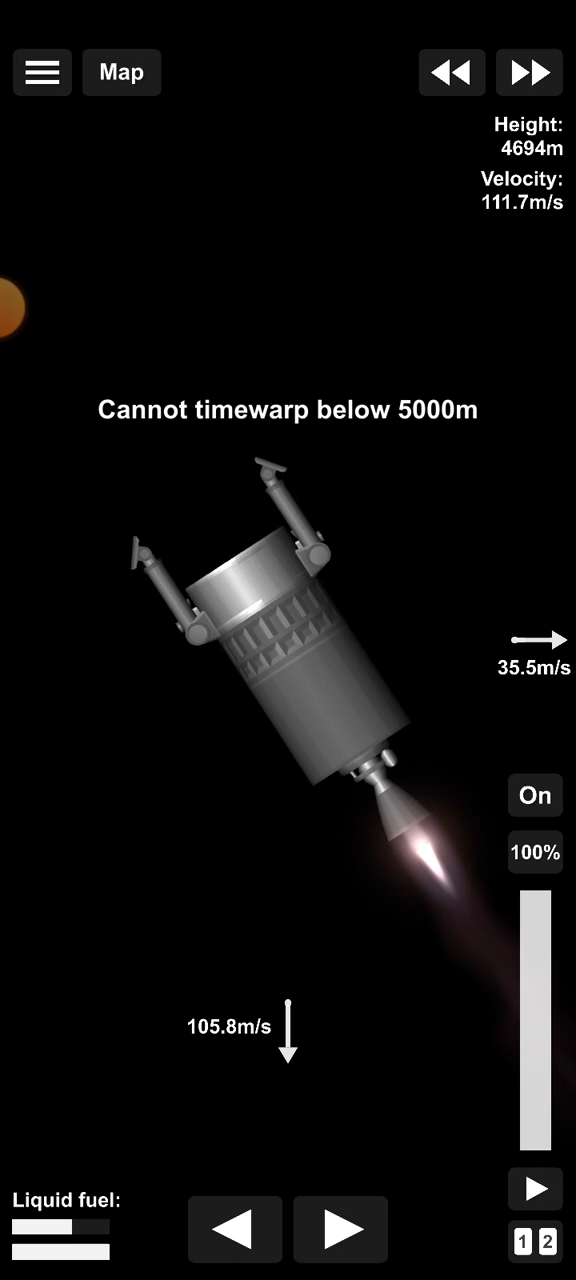 Map
Height:
4694m
Velocity:
111.7m/s
Cannot timewarp below 5000m
35.5m/s
On
100%
105.8m/s
Liquid fuel:
1 2